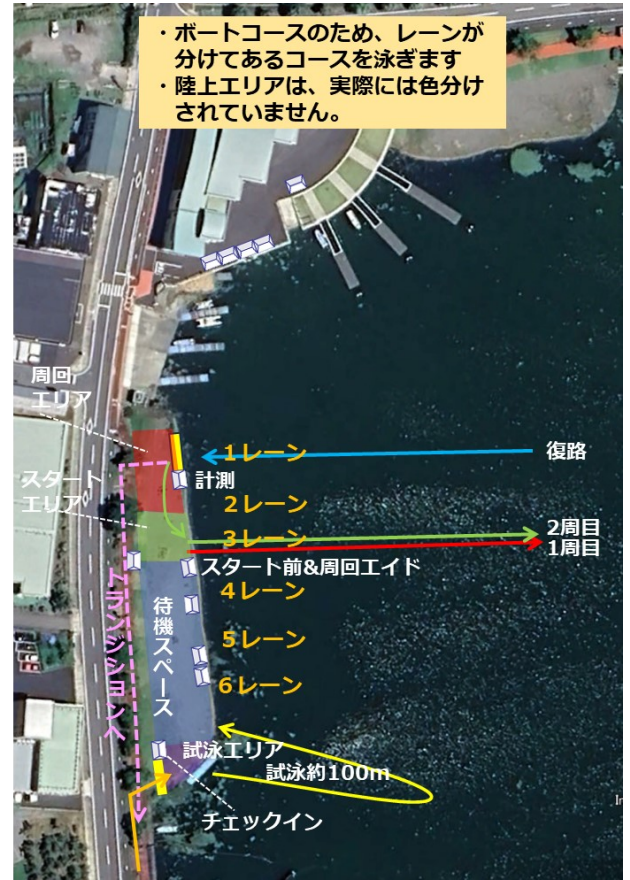 ・ボートコースのため、レーンが
分けてあるコースを泳ぎます
・陸上エリアは、実際には色分け
されていません。
周回
エリア
1レーン
復路
スタート
エリア
計測
2レーン
3レーン
2周目
1周目
スタート前&周回エイド
4レーン
トランジションへ
待機スペース
5レーン
6レーン
試泳エリア
試泳約100m
チェックイン